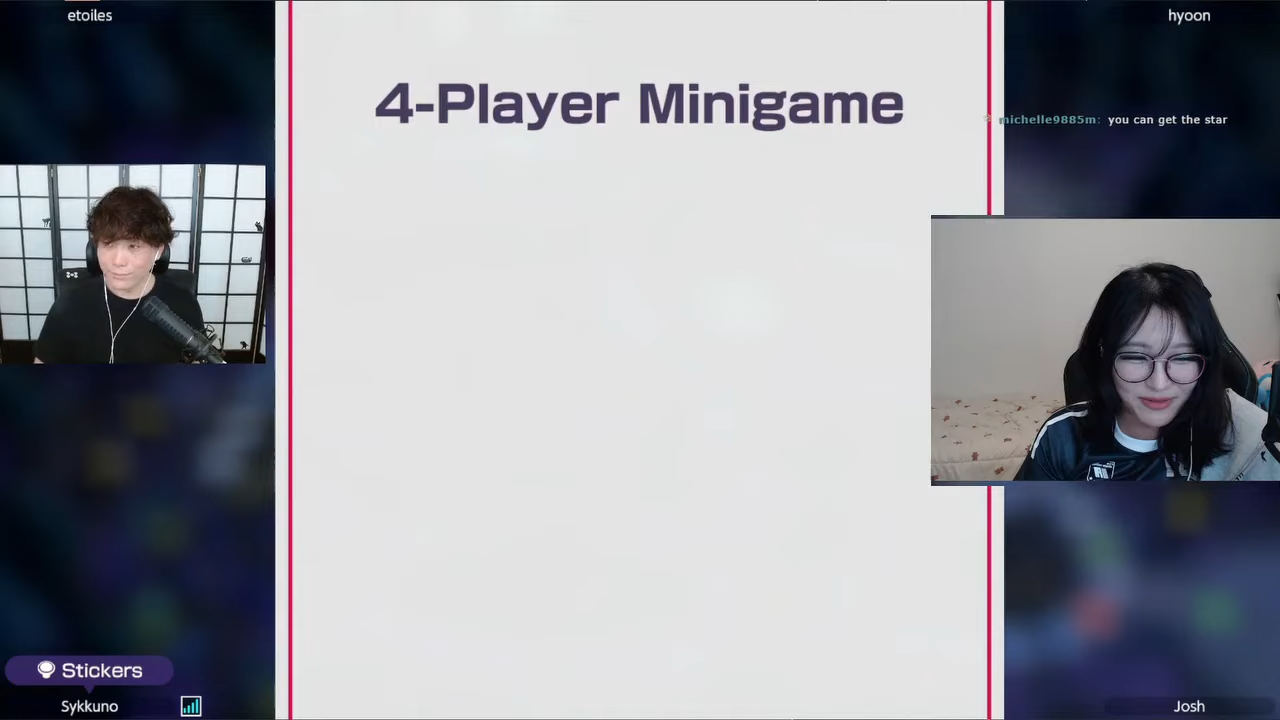 etoiles
hyoon
4-Player Minigame
michelle9885m: you can get the star
Stickers
Sykkuno
Josh